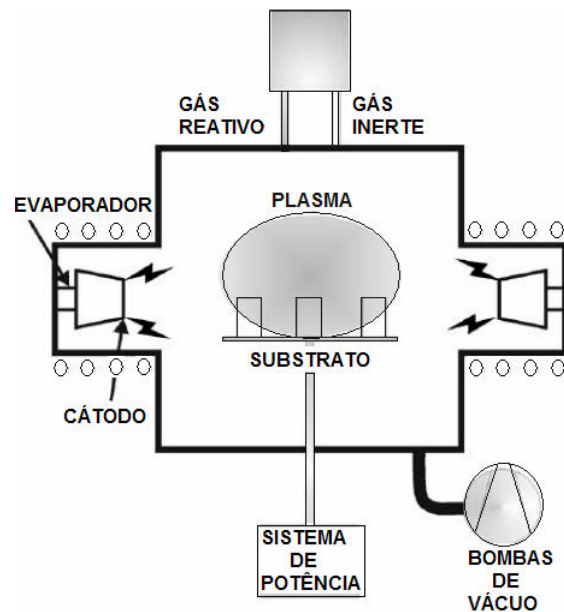 GÁS
REATIVO
GÁS
INERTE
EVAPORADOR
PLASMA
SUBSTRATO
CÁTODO
SISTEMA
DE
POTÊNCIA
BOMBAS
DE
VÁCUO